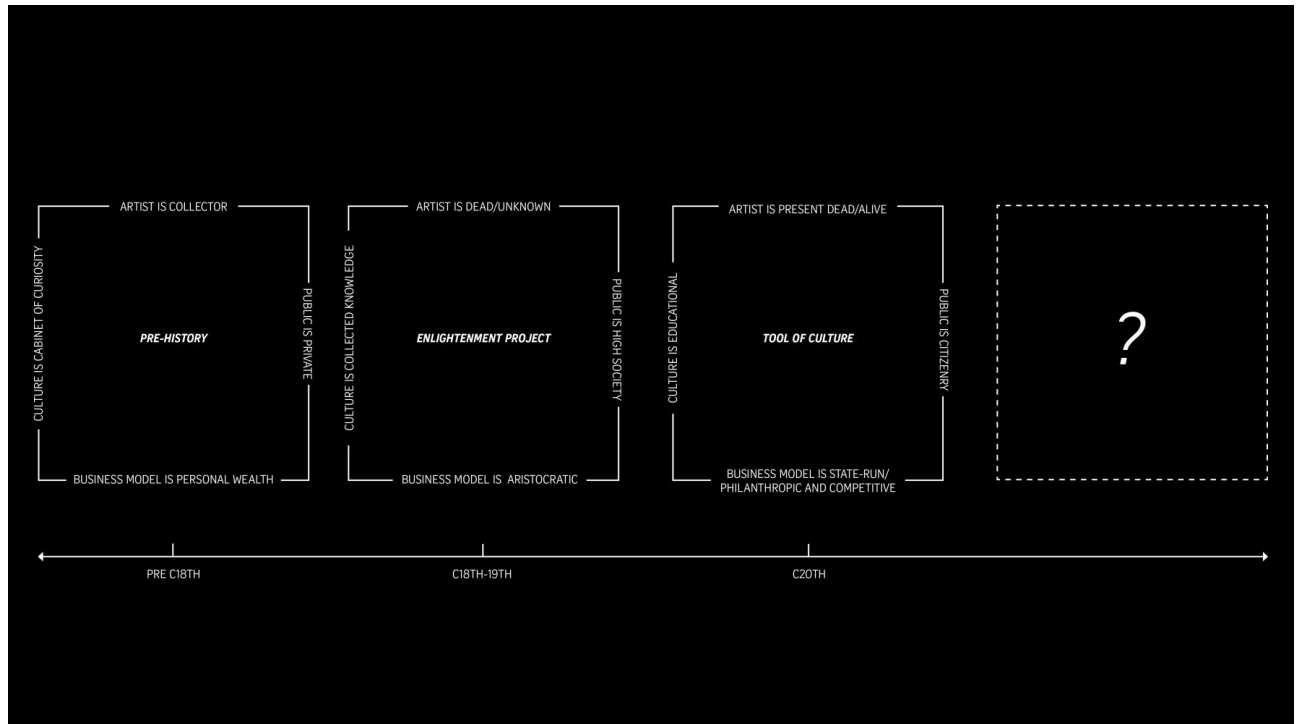 ARTIST IS COLLECTOR
CULTURE IS CABINET OF CURIOSITY
PRE-HISTORY
PUBLIC IS PRIVATE
BUSINESS MODEL IS PERSONAL WEALTH
ARTIST IS DEAD/UNKNOWN
CULTURE IS COLLECTED KNOWLEDGE
ENLIGHTENMENT PROJECT
PUBLIC IS HIGH SOCIETY
BUSINESS MODEL IS ARISTOCRATIC
ARTIST IS PRESENT DEAD/ALIVE
CULTURE IS EDUCATIONAL
TOOL OF CULTURE
PUBLIC IS CITIZENRY
BUSINESS MODEL IS STATE-RUN/
PHILANTHROPIC AND COMPETITIVE
?
PRE C18TH
C18TH-19TH
C20TH